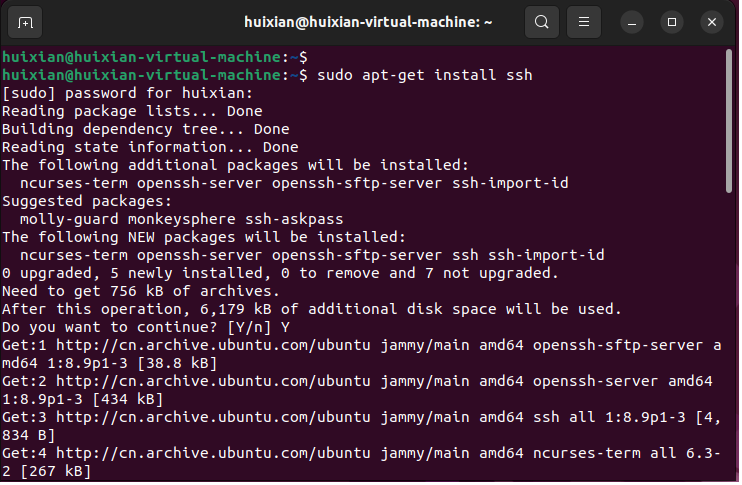 huixian@huixian-virtual-machine: ~
huixian@huixian-virtual-machine:~$
huixian@huixian-virtual-machine:~$ sudo apt-get install ssh
[sudo] password for huixian:
Reading package lists... Done
Building dependency tree... Done
Reading state information... Done
The following additional packages will be installed:
  ncurses-term openssh-server openssh-sftp-server ssh-import-id
Suggested packages:
  molly-guard monkeysphere ssh-askpass
The following NEW packages will be installed:
  ncurses-term openssh-server openssh-sftp-server ssh ssh-import-id
0 upgraded, 5 newly installed, 0 to remove and 7 not upgraded.
Need to get 756 kB of archives.
After this operation, 6,179 kB of additional disk space will be used.
Do you want to continue? [Y/n] Y
Get:1 http://cn.archive.ubuntu.com/ubuntu jammy/main amd64 openssh-sftp-server a
md64 1:8.9p1-3 [38.8 kB]
Get:2 http://cn.archive.ubuntu.com/ubuntu jammy/main amd64 openssh-server amd64
1:8.9p1-3 [434 kB]
Get:3 http://cn.archive.ubuntu.com/ubuntu jammy/main amd64 ssh all 1:8.9p1-3 [4,
834 B]
Get:4 http://cn.archive.ubuntu.com/ubuntu jammy/main amd64 ncurses-term all 6.3-
2 [267 kB]